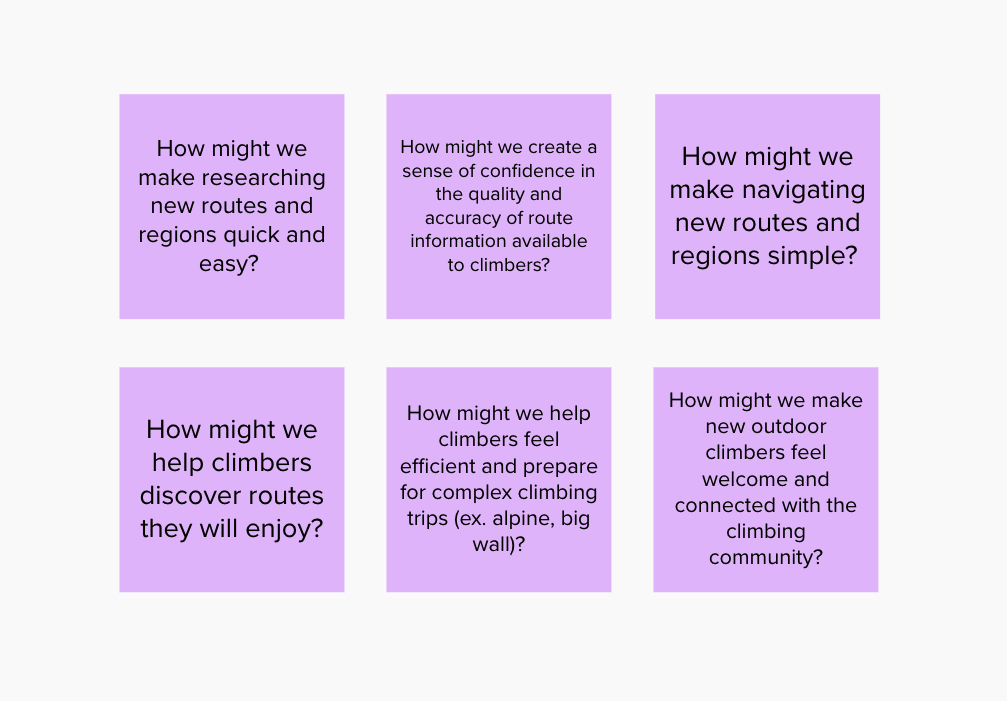 How might we
make researching
new routes and
regions quick and
easy?
How might we create a
sense of confidence in
the quality and
accuracy of route
information available
to climbers?
How might we
make navigating
new routes and
regions simple?
How might we
help climbers
discover routes
they will enjoy?
How might we help
climbers feel
efficient and prepare
for complex climbing
trips (ex. alpine, big
wall)?
How might we make
new outdoor
climbers feel
welcome and
connected with the
climbing
community?